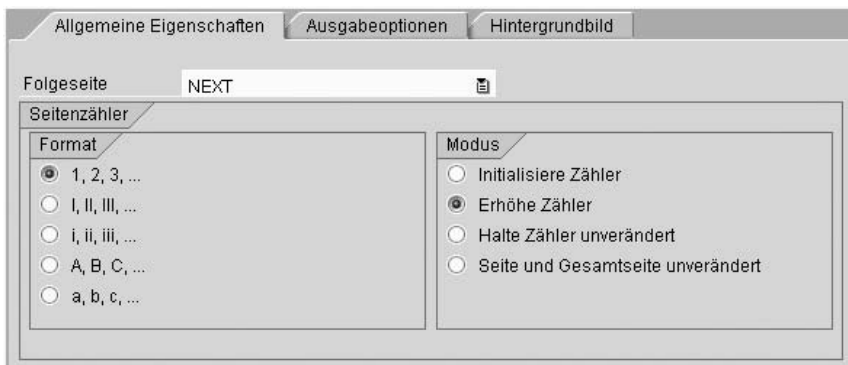 Allgemeine Eigenschaften Ausgabeoptionen Hintergrundbild
Folgeseite NEXT
Seitenzähler
Format
1, 2, 3, ...
I, II, III, ...
i, ii, iii, ...
A, B, C, ...
a, b, c, ...
Modus
Initialisiere Zähler
Erhöhe Zähler
Halte Zähler unverändert
Seite und Gesamtseite unverändert